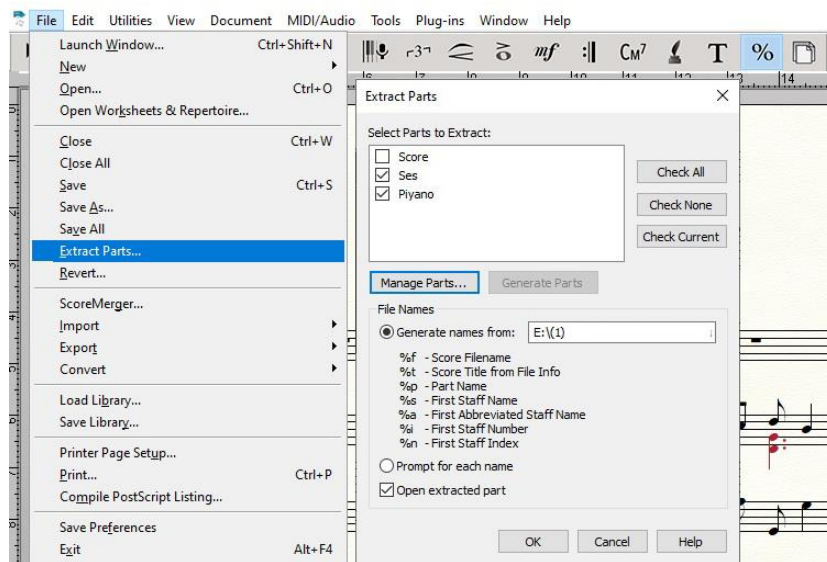 File Edit Utilities View Document MIDI/Audio Tools Plug-ins Window Help
Launch Window... Ctrl+Shift+N
New
Open... Ctrl+O
Open Worksheets & Repertoire...
Close Ctrl+W
Close All
Save Ctrl+S
Save As...
Save All
Extract Parts...
Revert...
ScoreMerger...
Import
Export
Convert
Load Library...
Save Library...
Printer Page Setup...
Print... Ctrl+P
Compile PostScript Listing...
Save Preferences
Exit Alt+F4
3 mf CM7 T %
14
Extract Parts
Select Parts to Extract:
Score
Ses
Piyano
Check All
Check None
Check Current
Manage Parts... Generate Parts
File Names
Generate names from: E:\(1)
%f - Score Filename
%t - Score Title from File Info
%p - Part Name
%s - First Staff Name
%a - First Abbreviated Staff Name
%i - First Staff Number
%n - First Staff Index
Prompt for each name
Open extracted part
OK Cancel Help